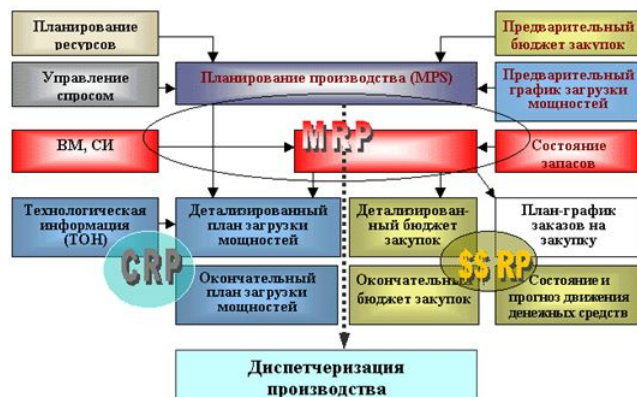 Планирование
ресурсов
Предварительный
бюджет закупок
Управление
спросом
Планирование производства (MPS)
Предварительный
график загрузки
мощностей
ВМ, СИ
MRP
Состояние
запасов
Технологическая
информация
(ТОН)
Детализированный
план загрузки
мощностей
Детализирован-
ный бюджет
закупок
План-график
заказов на
закупку
CRP
$$ RP
Окончательный
план загрузки
мощностей
Окончательны
бюджет закупок
Состояние и
прогноз движения
денежных средств
Диспетчеризация
производства